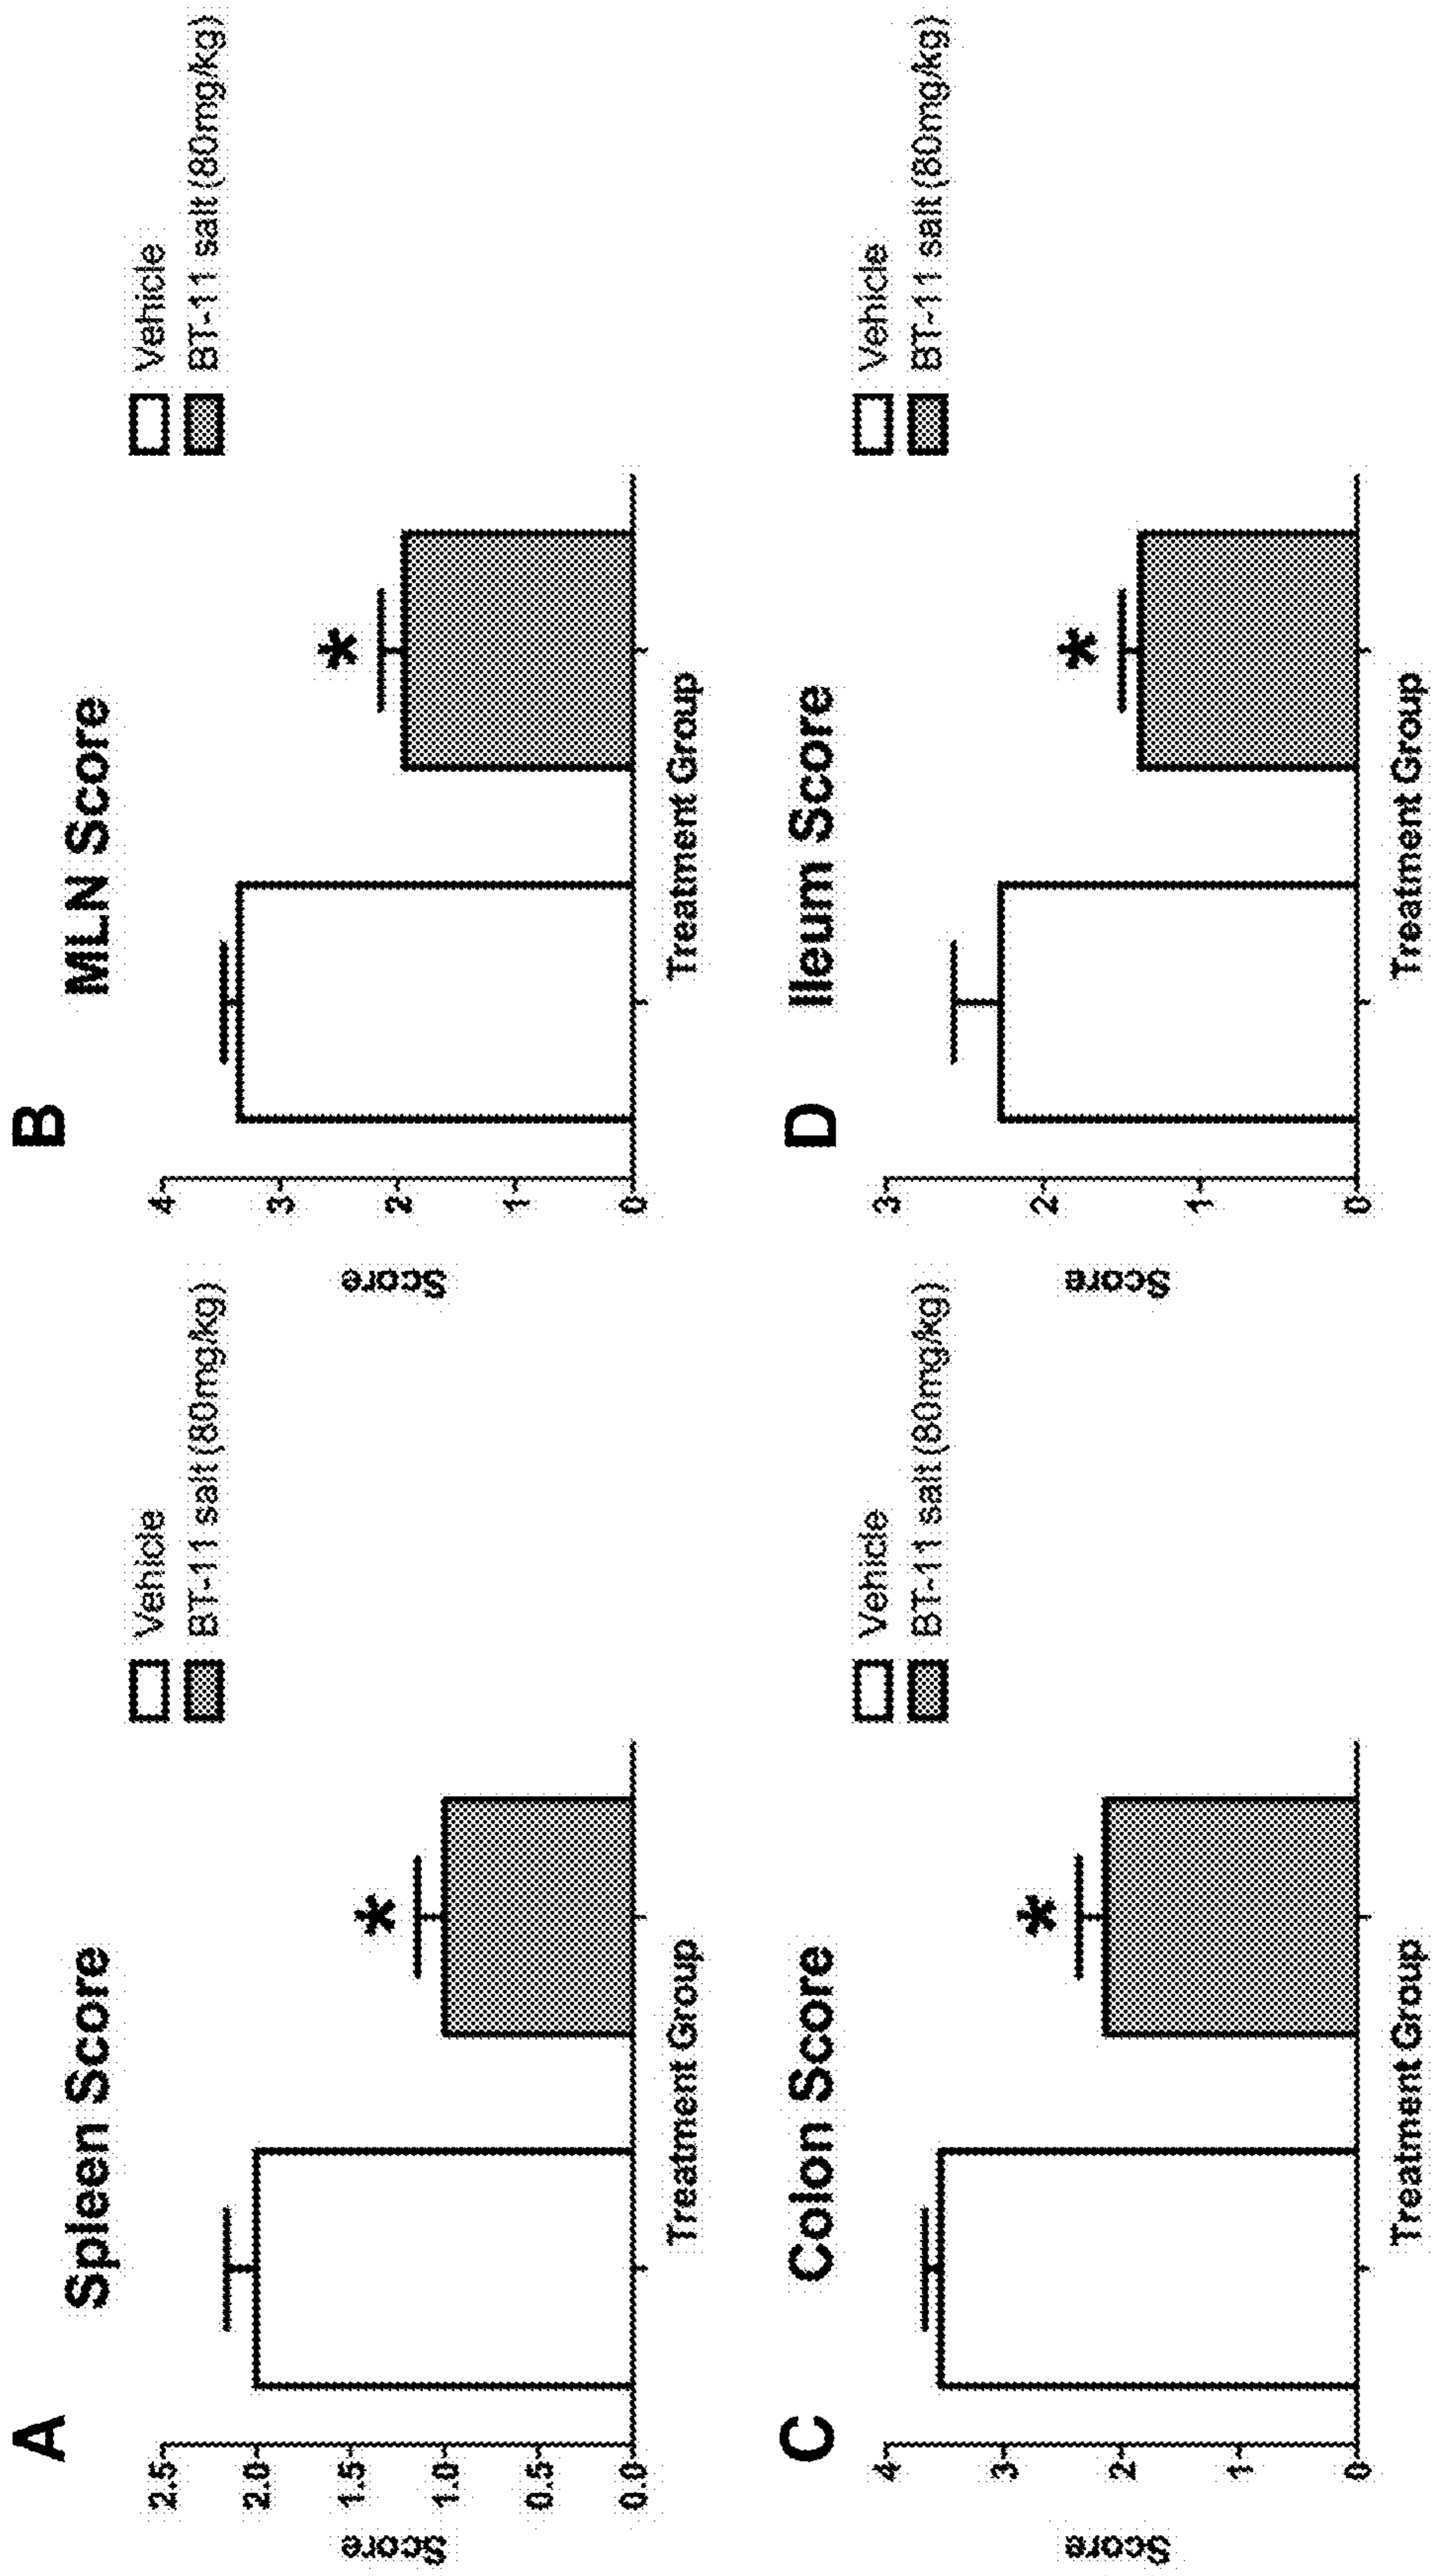 A
Spleen Score
Score
2.5
2.0
1.5
1.0
0.5
0.0
*
Treatment Group
Vehicle
BT-11 salt (80mg/kg)
B
MLN Score
Score
4
3
2
1
0
*
Treatment Group
Vehicle
BT-11 salt (80mg/kg)
C
Colon Score
Score
4
3
2
1
0
*
Treatment Group
Vehicle
BT-11 salt (80mg/kg)
D
Ileum Score
Score
3
2
1
0
*
Treatment Group
Vehicle
BT-11 salt (80mg/kg)